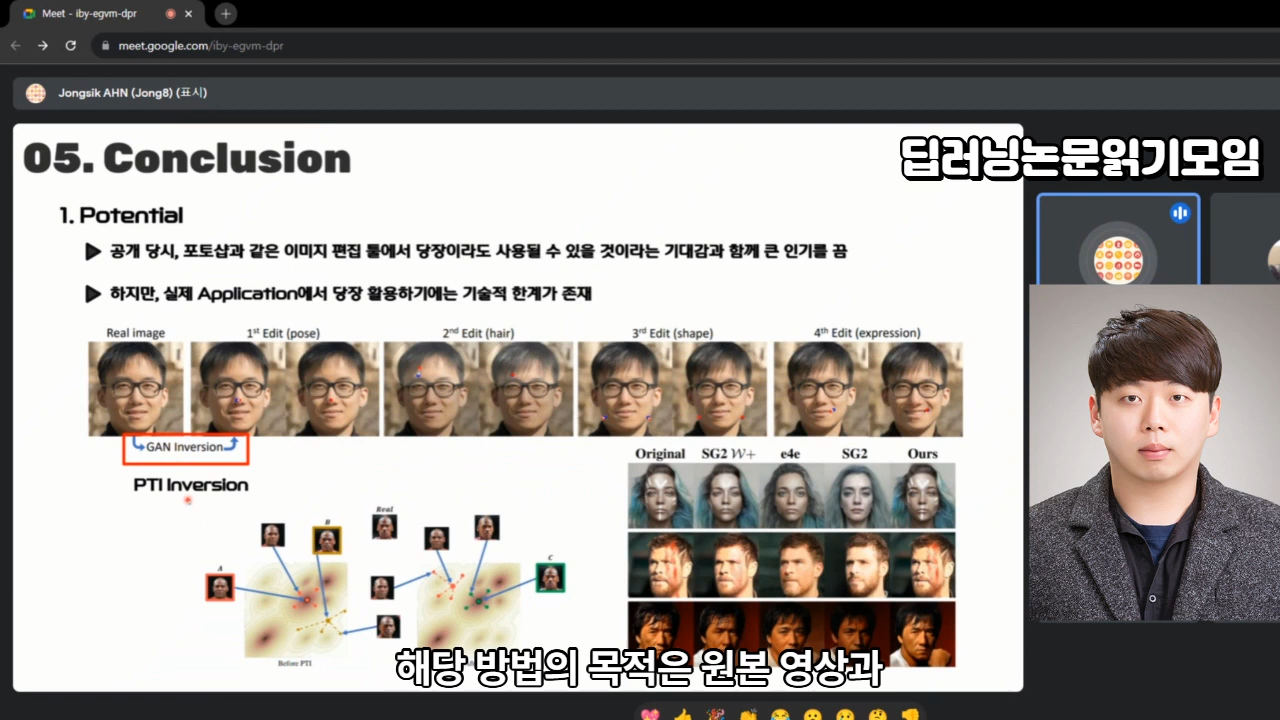 Meet - iby-egvm-dpr
meet.google.com/iby-egvm-dpr
Jongsik AHN (Jong8) (표시)
딥러닝논문읽기모임
05. Conclusion
1. Potential
▶ 공개 당시, 포토샵과 같은 이미지 편집 툴에서 당장이라도 사용될 수 있을 것이라는 기대감과 함께 큰 인기를 끔
▶ 하지만, 실제 Application에서 당장 활용하기에는 기술적 한계가 존재
Real image 1st Edit (pose) 2nd Edit (hair) 3rd Edit (shape) 4th Edit (expression)
GAN Inversion
PTI Inversion
Original SG2 W+ e4e SG2 Ours
Real
B
A
C
Before PTI
해당 방법의 목적은 원본 영상과